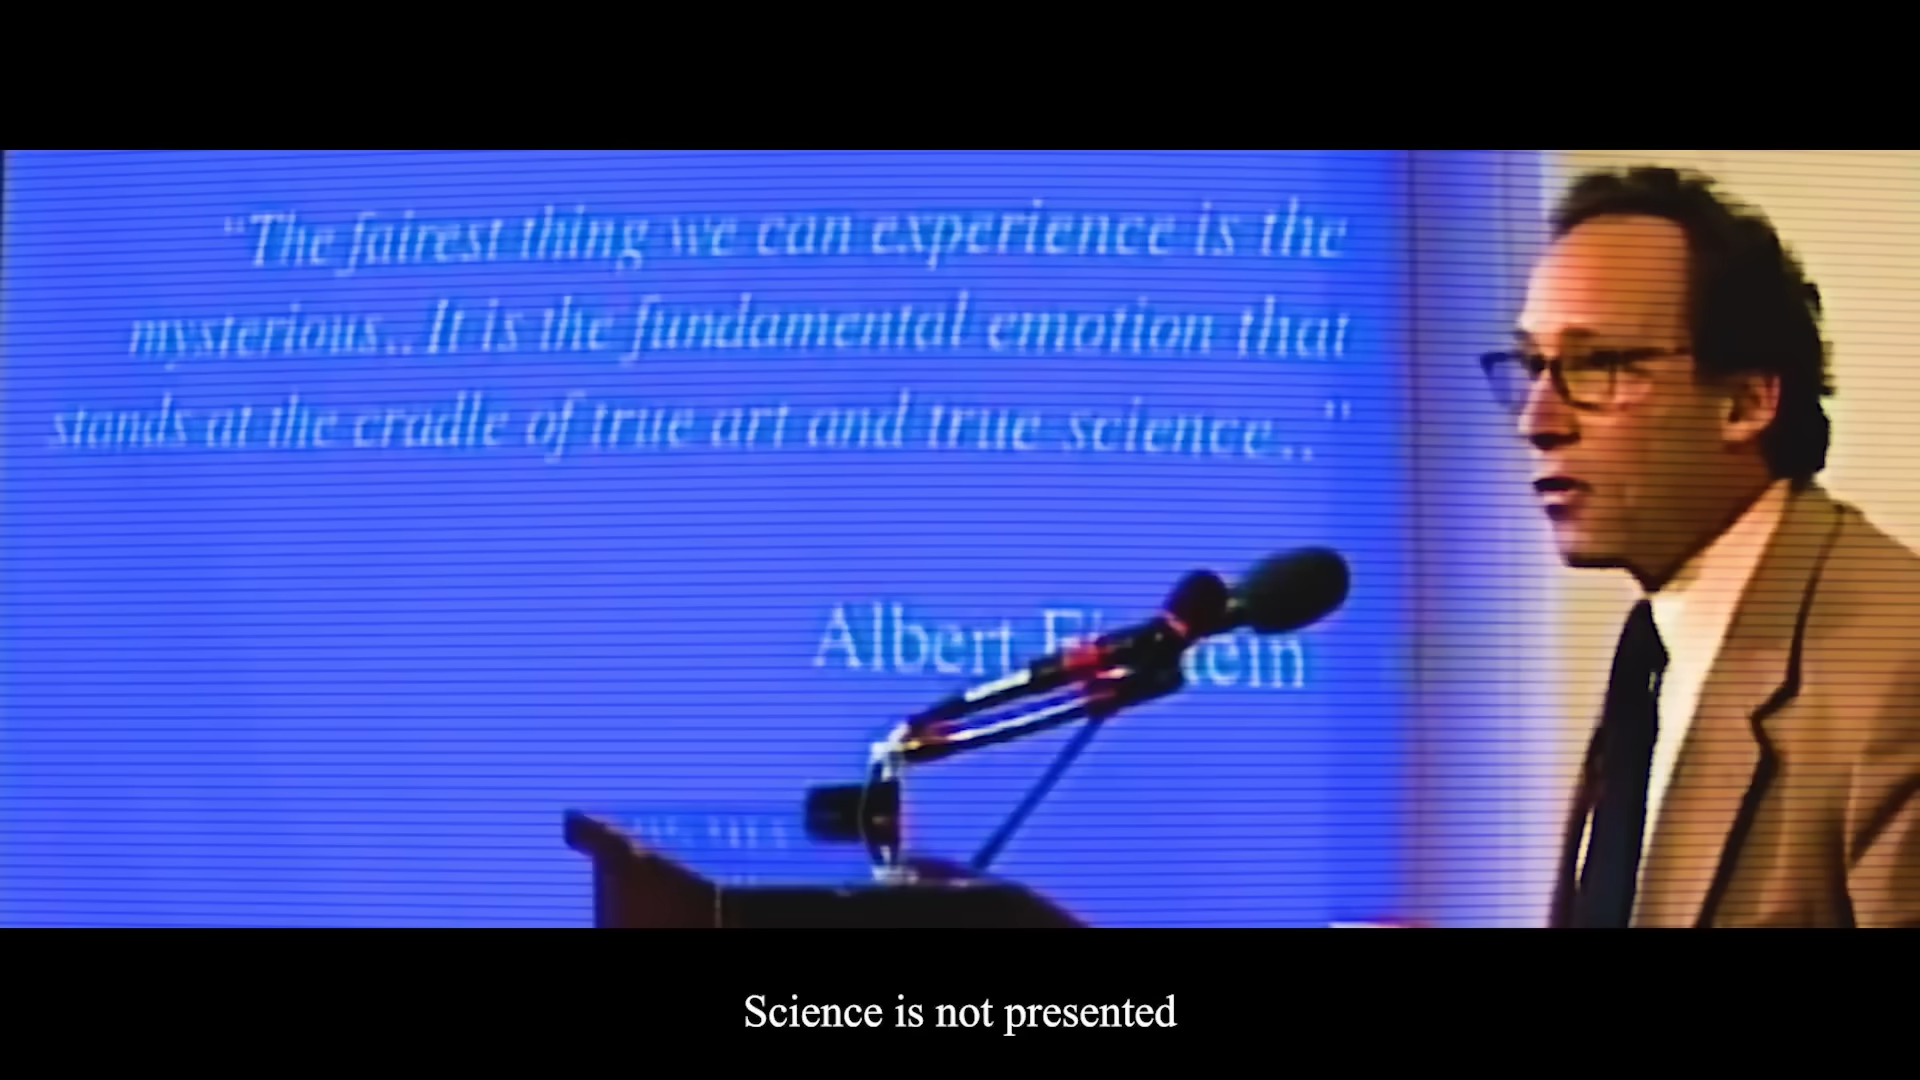 “The fairest thing we can experience is the
mysterious.. It is the fundamental emotion that
stands at the cradle of true art and true science.. "
Albert E tein
Science is not presented